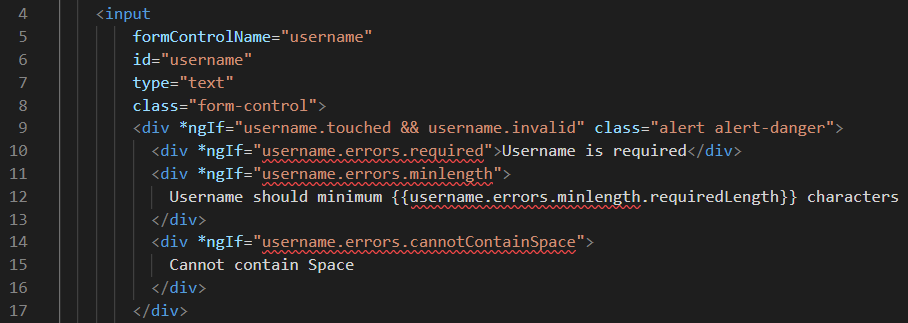 4 <input
5 formControlName="username"
6 id="username"
7 type="text"
8 class="form-control">
9 <div *ngIf="username.touched && username.invalid" class="alert alert-danger">
10 <div *ngIf="username.errors.required">Username is required</div>
11 <div *ngIf="username.errors.minlength">
12 Username should minimum {{username.errors.minlength.requiredLength}} characters
13 </div>
14 <div *ngIf="username.errors.cannotContainSpace">
15 Cannot contain Space
16 </div>
17 </div>